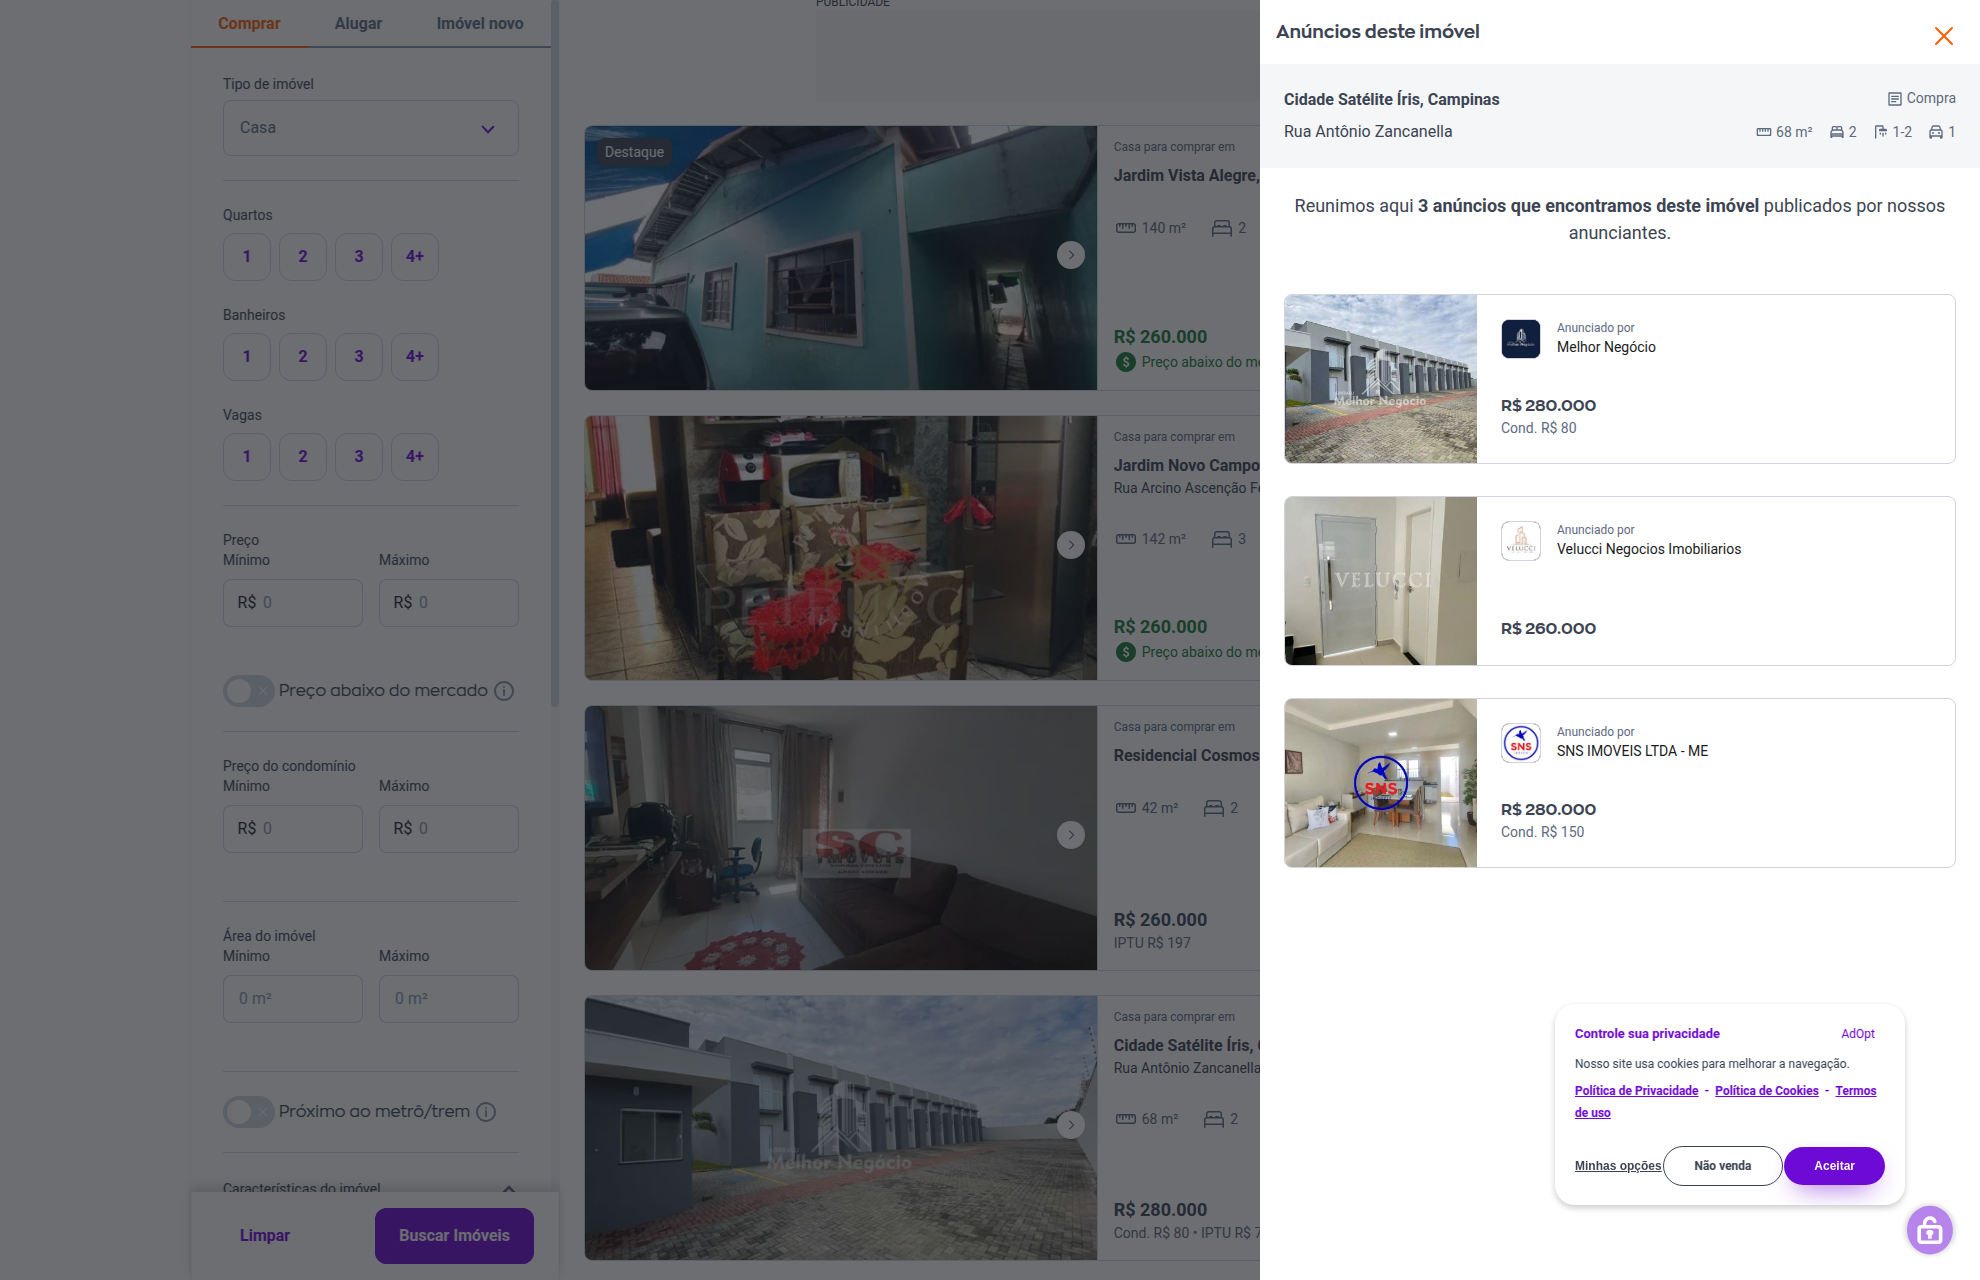 Comprar
Alugar
Imóvel novo
Tipo de imóvel
Casa
Quartos
1
2
3
4+
Banheiros
1
2
3
4+
Vagas
1
2
3
4+
Preço
Mínimo
Máximo
R$ 0
R$ 0
Preço abaixo do mercado
Preço do condomínio
Mínimo
Máximo
R$ 0
R$ 0
Área do imóvel
Mínimo
Máximo
0 m²
0 m²
Próximo ao metrô/trem
Características do imóvel
Limpar
Buscar Imóveis
PUBLICIDADE
Destaque
Casa para comprar em
Jardim Vista Alegre,
140 m²
2
R$ 260.000
Preço abaixo do me
Casa para comprar em
Jardim Novo Campo
Rua Arcino Ascenção Fe
142 m²
3
R$ 260.000
Preço abaixo do me
SC
Casa para comprar em
Residencial Cosmos
42 m²
2
R$ 260.000
IPTU R$ 197
Melhor Negócio
Casa para comprar em
Cidade Satélite Íris,
Rua Antônio Zancanella
68 m²
2
R$ 280.000
Cond. R$ 80 • IPTU R$ 7
Anúncios deste imóvel
Cidade Satélite Íris, Campinas
Compra
Rua Antônio Zancanella
68 m²
2
1-2
1
Reunimos aqui 3 anúncios que encontramos deste imóvel publicados por nossos
anunciantes.
Melhor Negócio
Anunciado por
Melhor Negócio
R$ 280.000
Cond. R$ 80
VELUCCI
VELUCCI
Anunciado por
Velucci Negocios Imobiliarios
R$ 260.000
SNS
SNS
Anunciado por
SNS IMOVEIS LTDA - ME
R$ 280.000
Cond. R$ 150
Controle sua privacidade
AdOpt
Nosso site usa cookies para melhorar a navegação.
Política de Privacidade - Política de Cookies - Termos
de uso
Minhas opções
Não venda
Aceitar